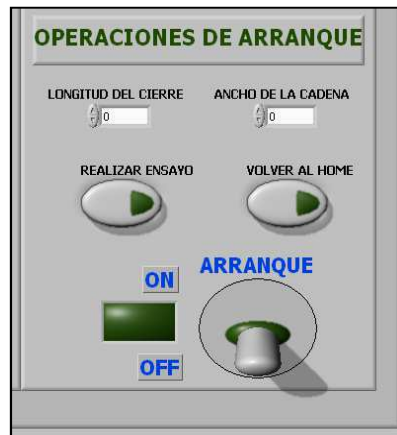 OPERACIONES DE ARRANQUE
LONGITUD DEL CIERRE ANCHO DE LA CADENA
0 0
REALIZAR ENSAYO VOLVER AL HOME
ARRANQUE
ON
OFF